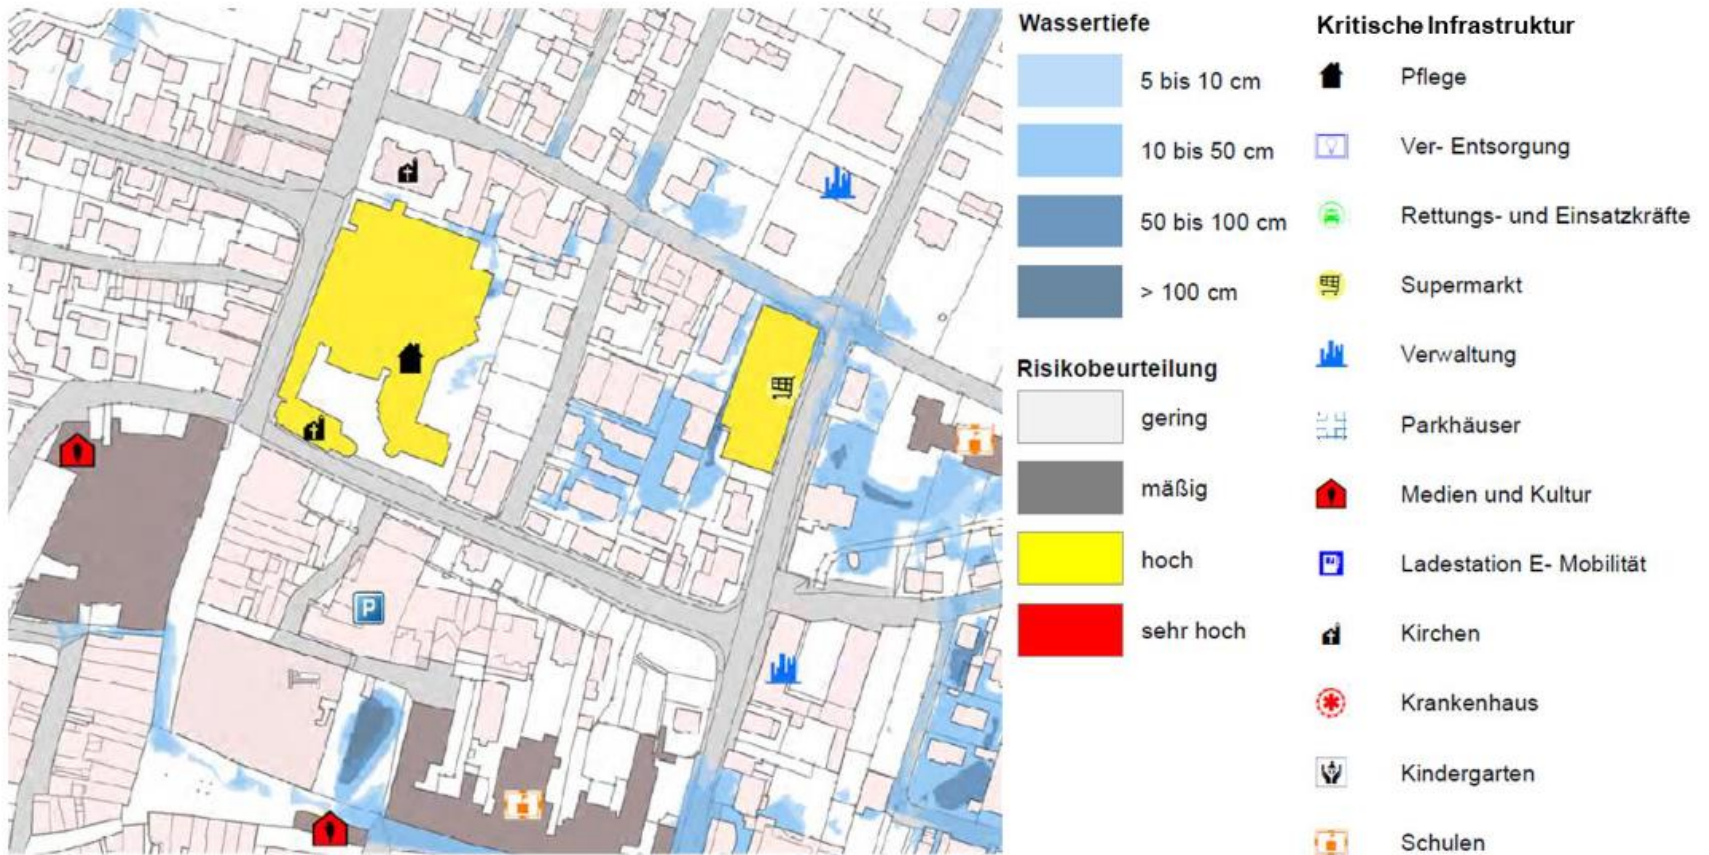 Wassertiefe
5 bis 10 cm
10 bis 50 cm
50 bis 100 cm
> 100 cm
Risikobeurteilung
gering
mäßig
hoch
sehr hoch
Kritische Infrastruktur
Pflege
Ver- Entsorgung
Rettungs- und Einsatzkräfte
Supermarkt
Verwaltung
Parkhäuser
Medien und Kultur
Ladestation E- Mobilität
Kirchen
Krankenhaus
Kindergarten
Schulen
P